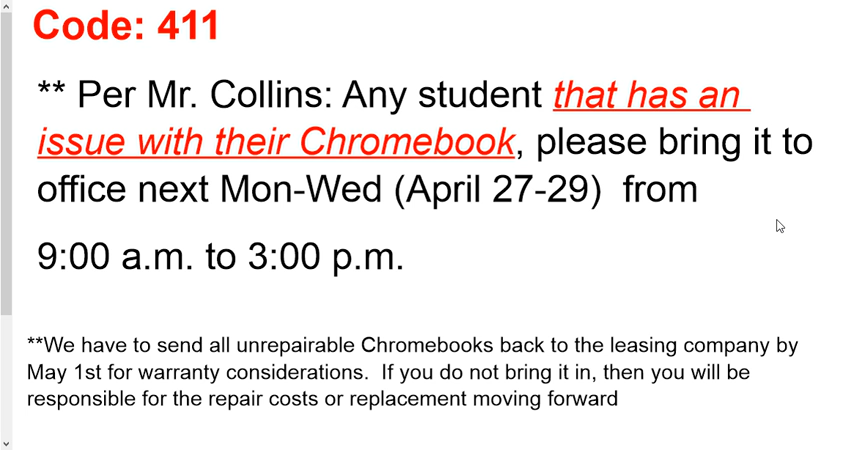 Code: 411
** Per Mr. Collins: Any student that has an
issue with their Chromebook, please bring it to
office next Mon-Wed (April 27-29)  from
9:00 a.m. to 3:00 p.m.
**We have to send all unrepairable Chromebooks back to the leasing company by
May 1st for warranty considerations.  If you do not bring it in, then you will be
responsible for the repair costs or replacement moving forward